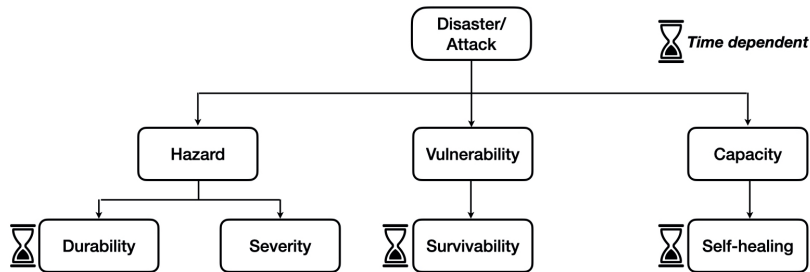 Disaster/
Attack
Time dependent
Hazard
Vulnerability
Capacity
Durability
Severity
Survivability
Self-healing